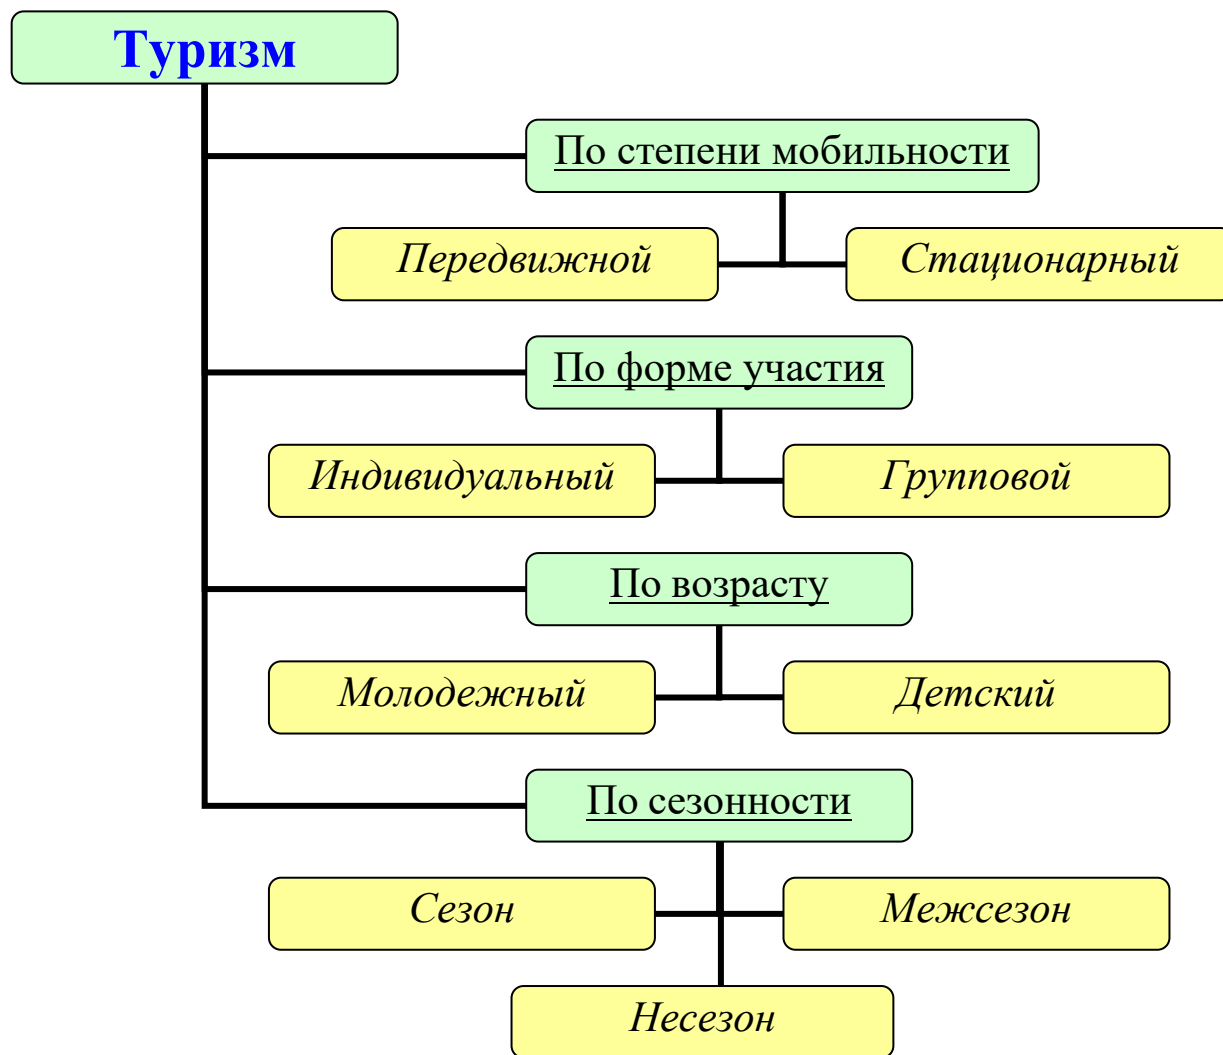 Туризм
По степени мобильности
Передвижной
Стационарный
По форме участия
Индивидуальный
Групповой
По возрасту
Молодежный
Детский
По сезонности
Сезон
Межсезон
Несезон